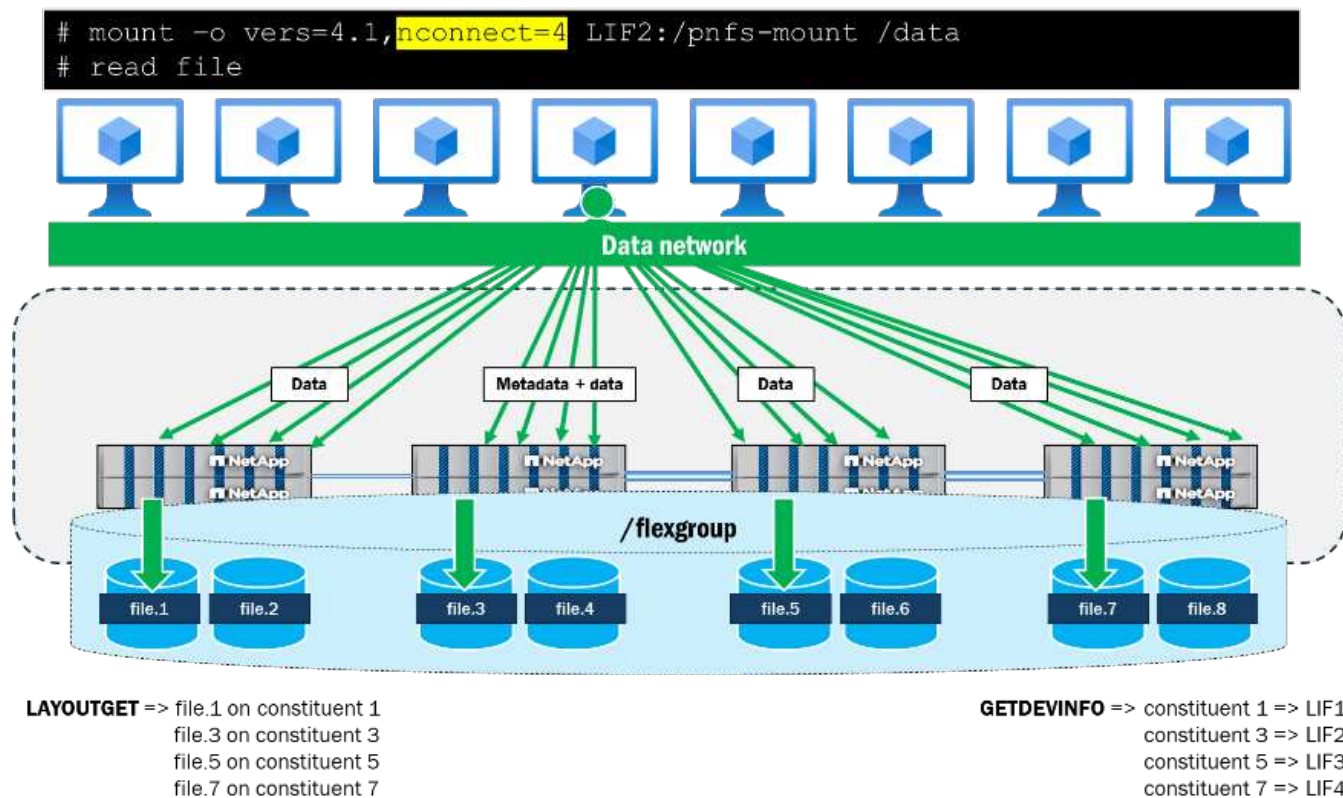 # mount –o vers=4.1,nconnect=4 LIF2:/pnfs-mount /data
# read file
Data network
Data
Metadata + data
Data
Data
NetApp
NetApp
NetApp
NetApp
NetApp
NetApp
NetApp
NetApp
/flexgroup
file.1
file.2
file.3
file.4
file.5
file.6
file.7
file.8
LAYOUTGET => file.1 on constituent 1
file.3 on constituent 3
file.5 on constituent 5
file.7 on constituent 7
GETDEVINFO => constituent 1 => LIF1
constituent 3 => LIF2
constituent 5 => LIF3
constituent 7 => LIF4